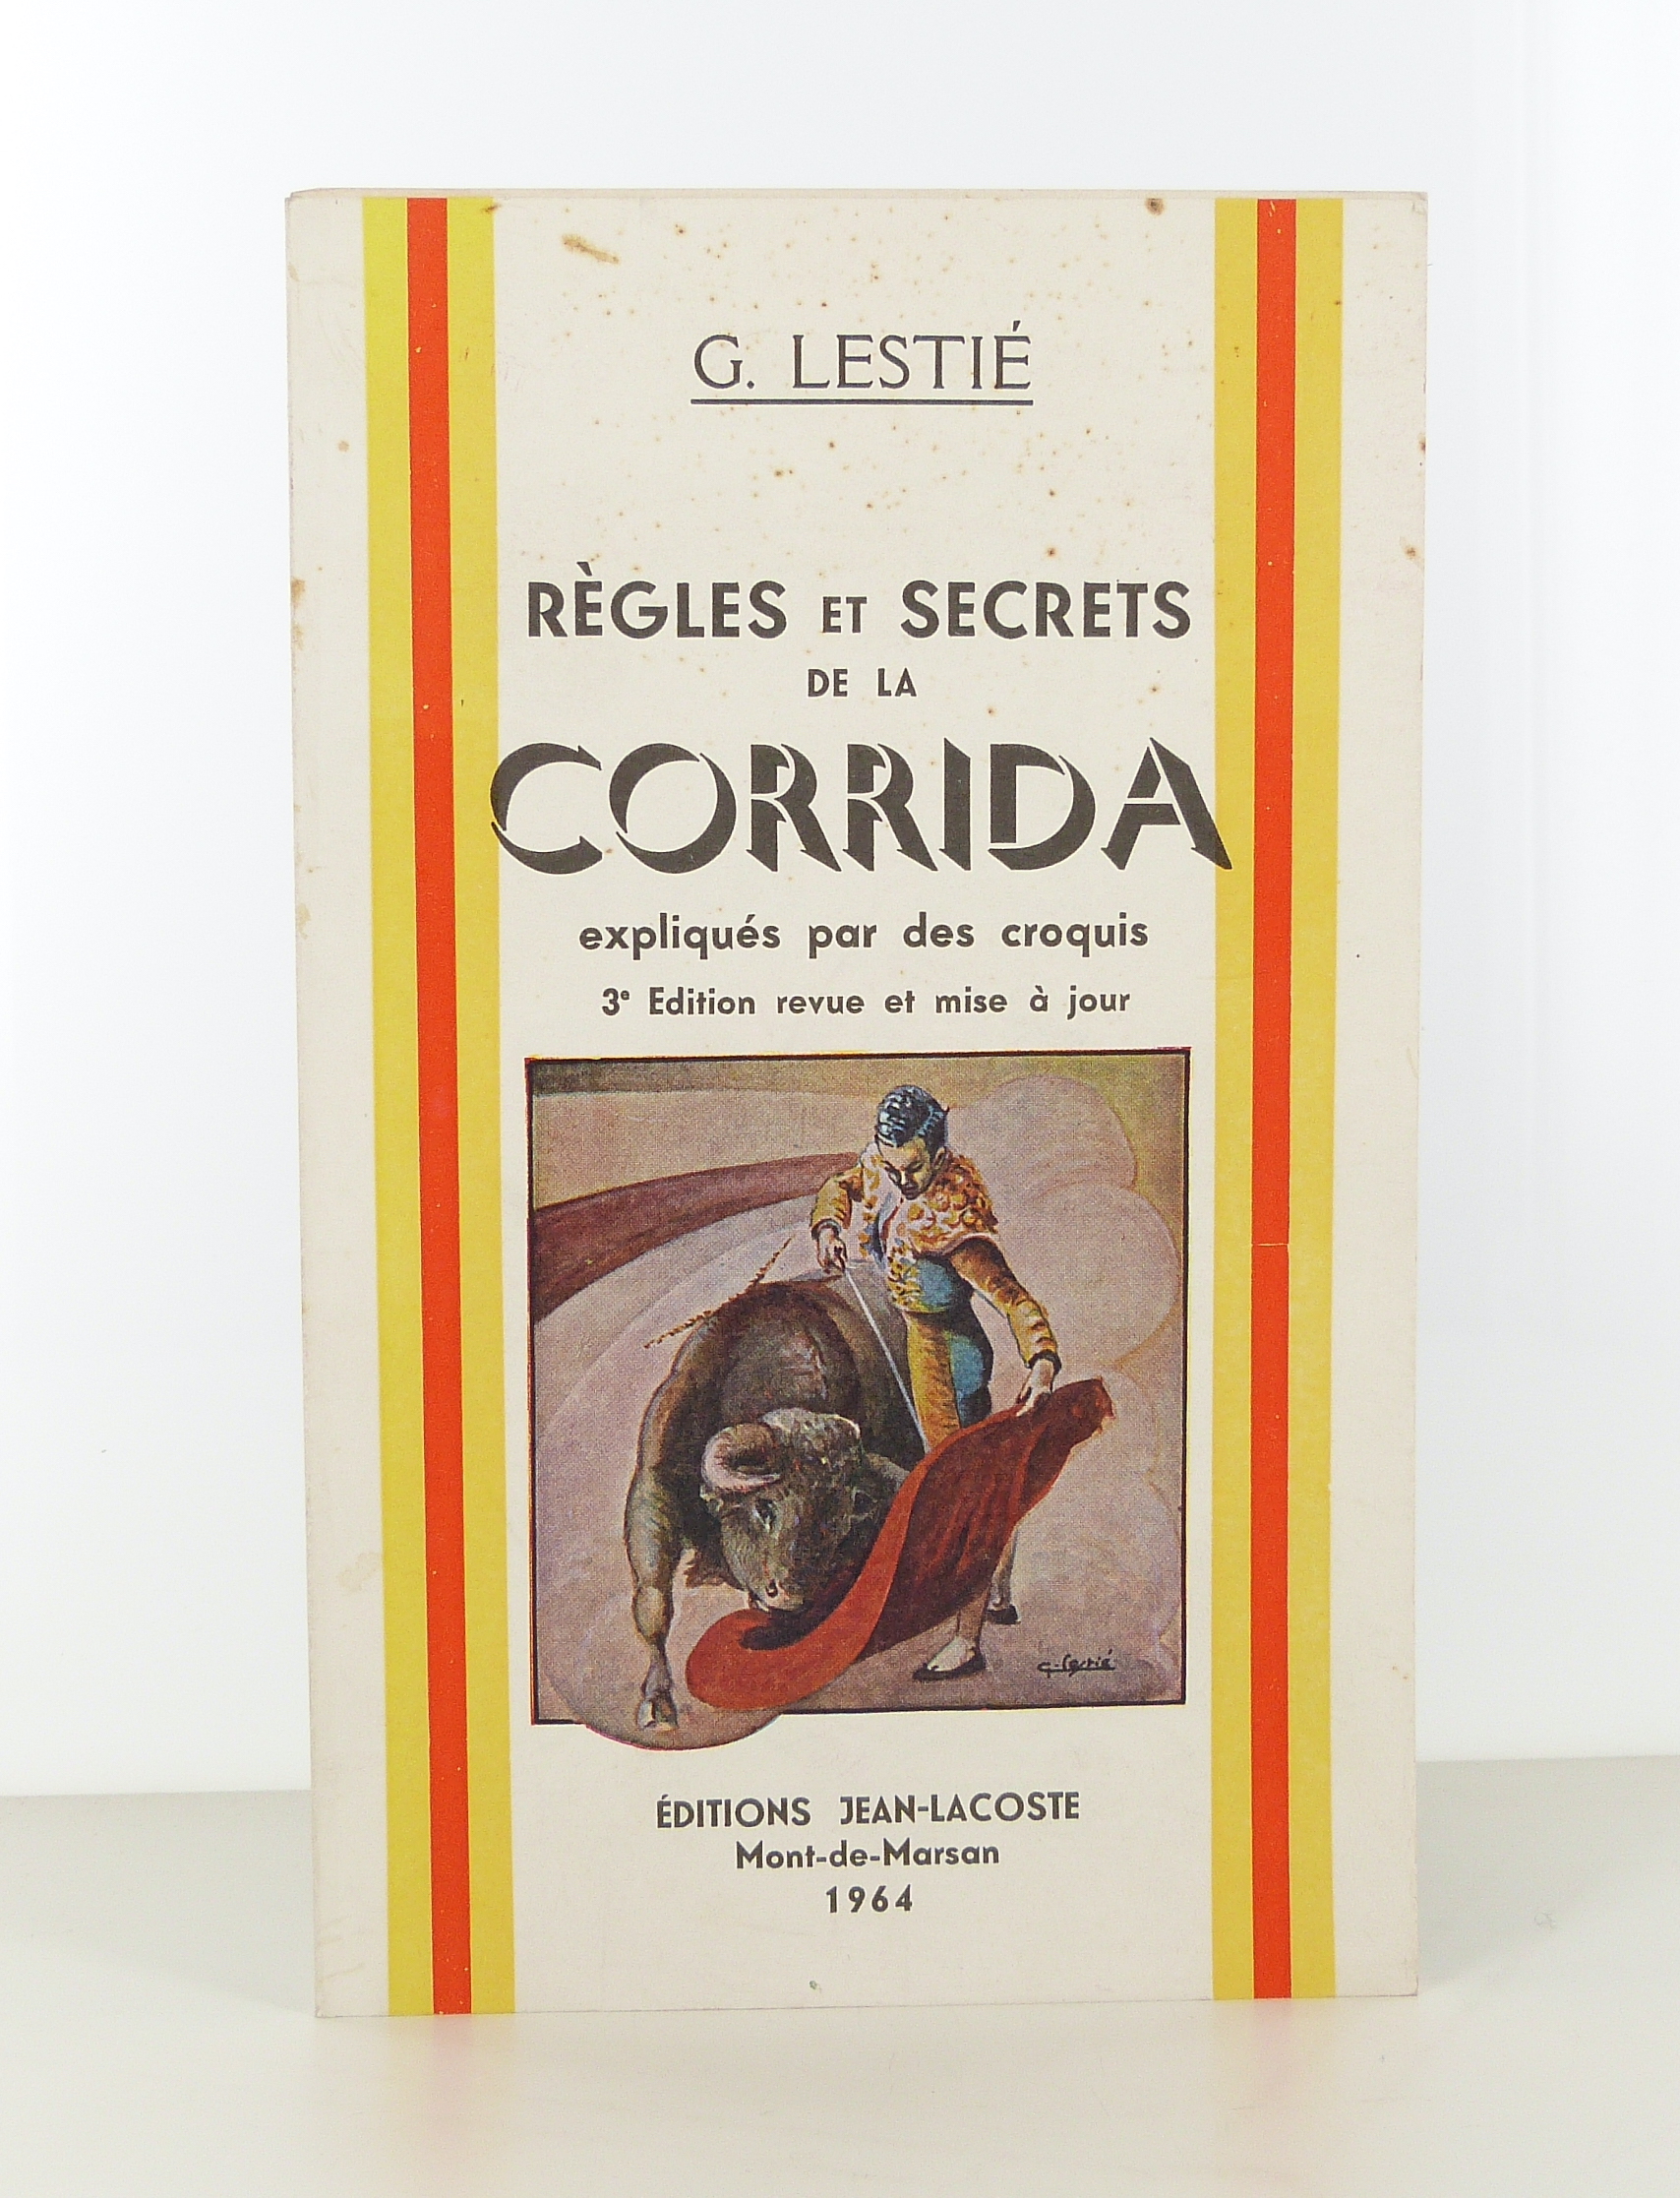 G. LESTIÉ
RÈGLES ET SECRETS
DE LA
CORRIDA
expliqués par des croquis
3e Edition revue et mise à jour
G. Lestié
ÉDITIONS JEAN-LACOSTE
Mont-de-Marsan
1964